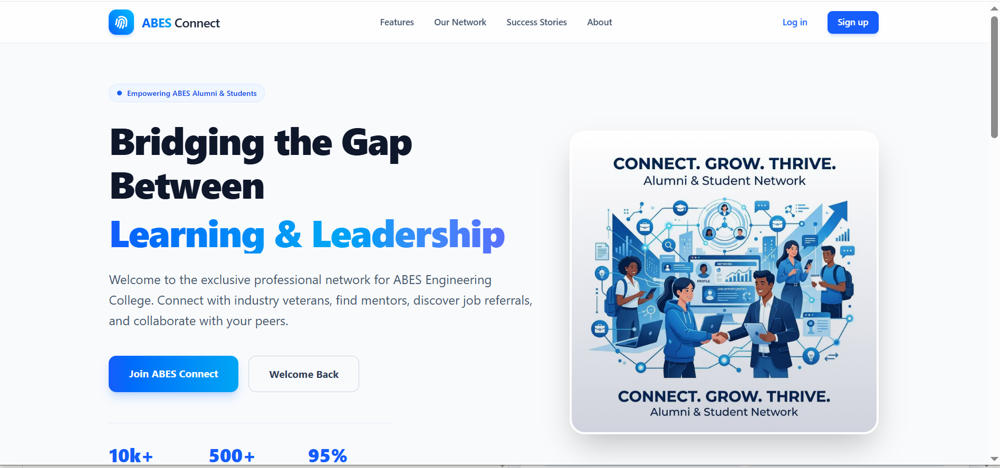 ABES Connect
Features
Our Network
Success Stories
About
Log in
Sign up
Empowering ABES Alumni & Students
Bridging the Gap
Between
Learning & Leadership
Welcome to the exclusive professional network for ABES Engineering
College. Connect with industry veterans, find mentors, discover job referrals,
and collaborate with your peers.
Join ABES Connect
Welcome Back
10k+
500+
95%
CONNECT. GROW. THRIVE.
Alumni & Student Network
NETWORK
PROFILE
JOB OPPORTUNITIES
CONNECT. GROW. THRIVE.
Alumni & Student Network